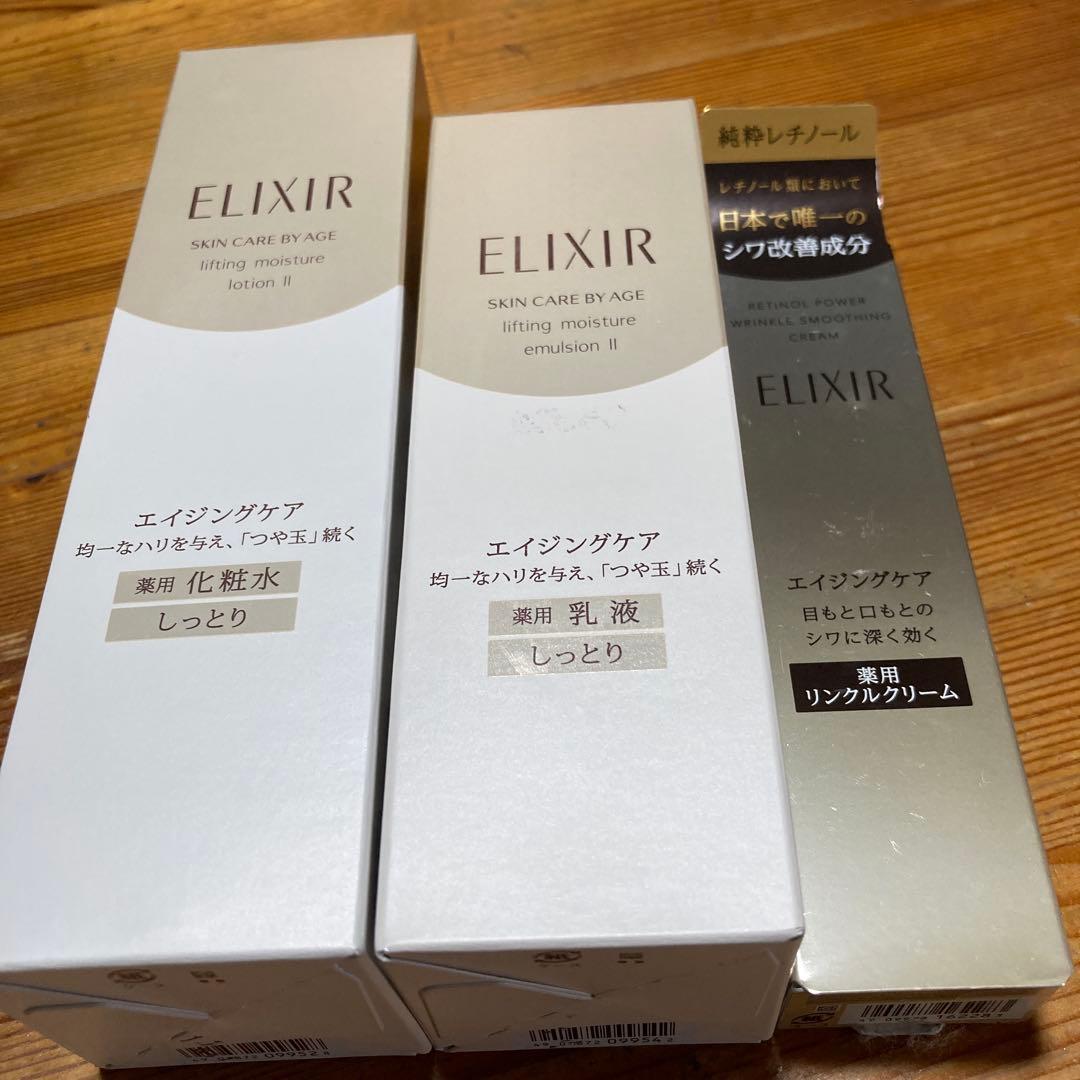 ELIXIR
SKIN CARE BY AGE
lifting moisture
lotion II
エイジングケア
均一なハリを与え、「つや玉」続く
薬用 化粧水
しっとり
ELIXIR
SKIN CARE BY AGE
lifting moisture
emulsion II
エイジングケア
均一なハリを与え、「つや玉」続く
薬用 乳液
しっとり
純粋レチノール
レチノール類において
日本で唯一の
シワ改善成分
RETINOL POWER
WRINKLE SMOOTHING
CREAM
ELIXIR
エイジングケア
目もと口もとの
シワに深く効く
薬用
リンクルクリーム